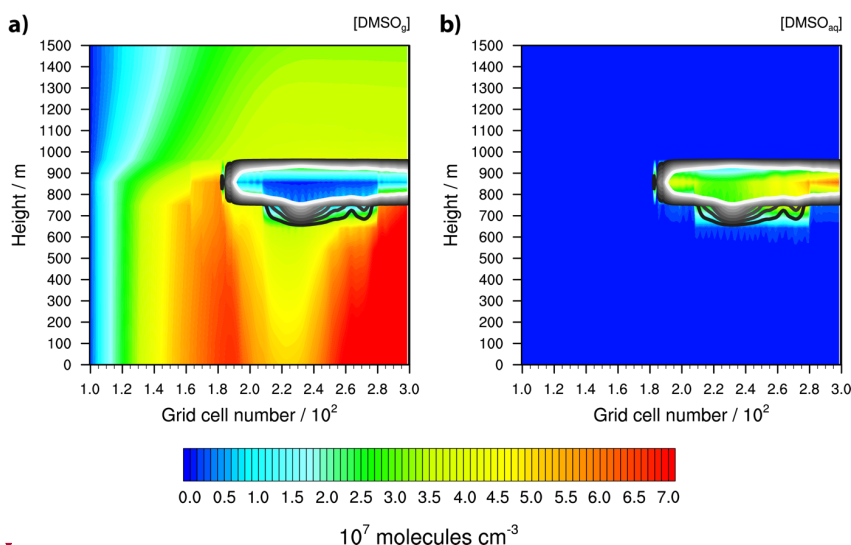 a)
[DMSOg]
1500
1400
1300
1200
1100
1000
900
800
700
600
500
400
300
200
100
0
Height / m
1.0 1.2 1.4 1.6 1.8 2.0 2.2 2.4 2.6 2.8 3.0
Grid cell number / 10²
b)
[DMSOaq]
1500
1400
1300
1200
1100
1000
900
800
700
600
500
400
300
200
100
0
Height / m
1.0 1.2 1.4 1.6 1.8 2.0 2.2 2.4 2.6 2.8 3.0
Grid cell number / 10²
0.0 0.5 1.0 1.5 2.0 2.5 3.0 3.5 4.0 4.5 5.0 5.5 6.0 6.5 7.0
10⁷ molecules cm⁻³